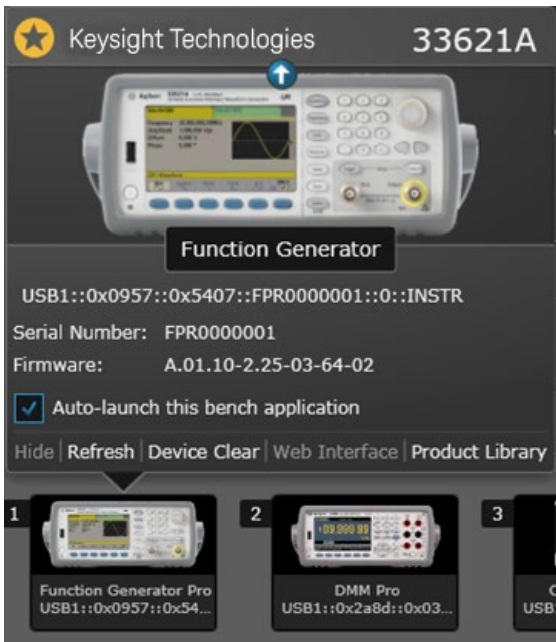 Keysight Technologies 33621A
Agilent
Function Generator
USB1::0x0957::0x5407::FPR0000001::0::INSTR
Serial Number: FPR0000001
Firmware: A.01.10-2.25-03-64-02
Auto-launch this bench application
Hide | Refresh | Device Clear | Web Interface | Product Library
1 2 3
Function Generator Pro
USB1::0x0957::0x54...
DMM Pro
USB1::0x2a8d::0x03...
USB